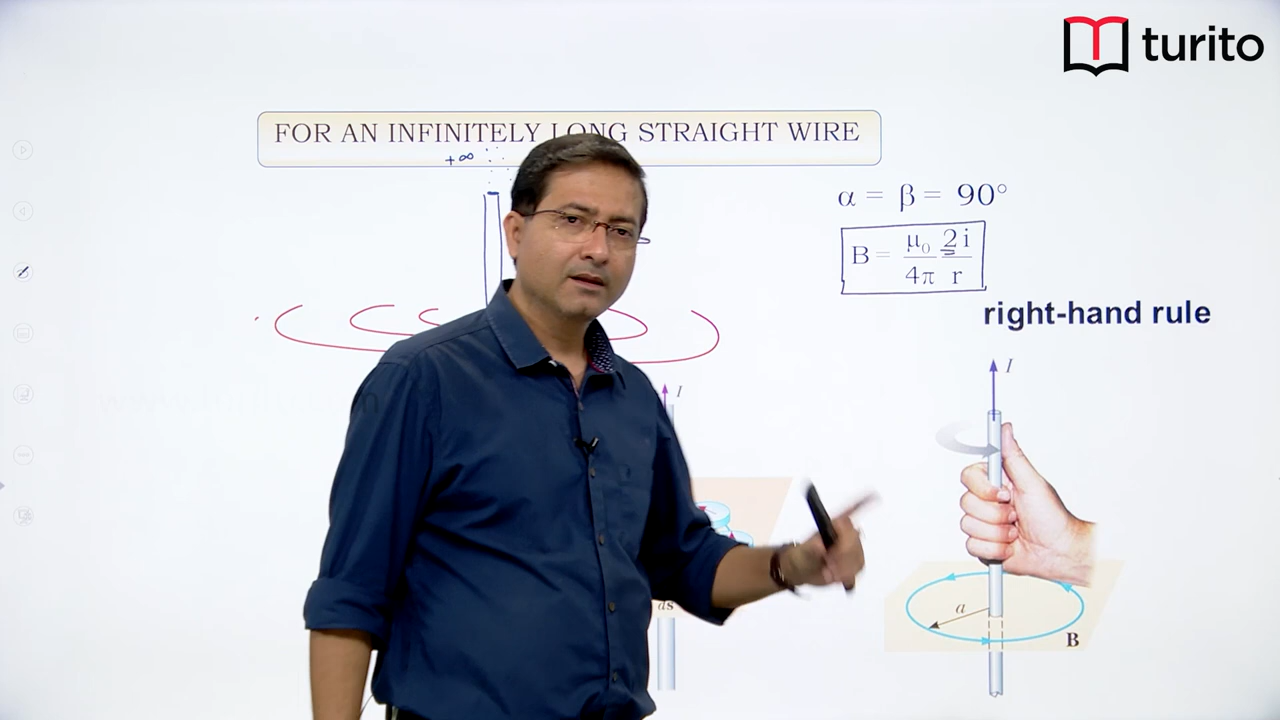 turito
FOR AN INFINITELY LONG STRAIGHT WIRE
+∞
α = β = 90°
B = μ₀/4π 2i/r
right-hand rule
I
I
ds
a
B